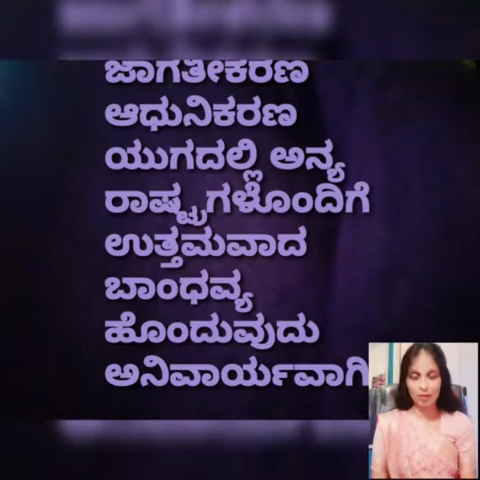 ಜಾಗತೀಕರಣ
ಆಧುನಿಕರಣ
ಯುಗದಲ್ಲಿ ಅನ್ಯ
ರಾಷ್ಟ್ರಗಳೊಂದಿಗೆ
ಉತ್ತಮವಾದ
ಬಾಂಧವ್ಯ
ಹೊಂದುವುದು
ಅನಿವಾರ್ಯವಾಗಿ